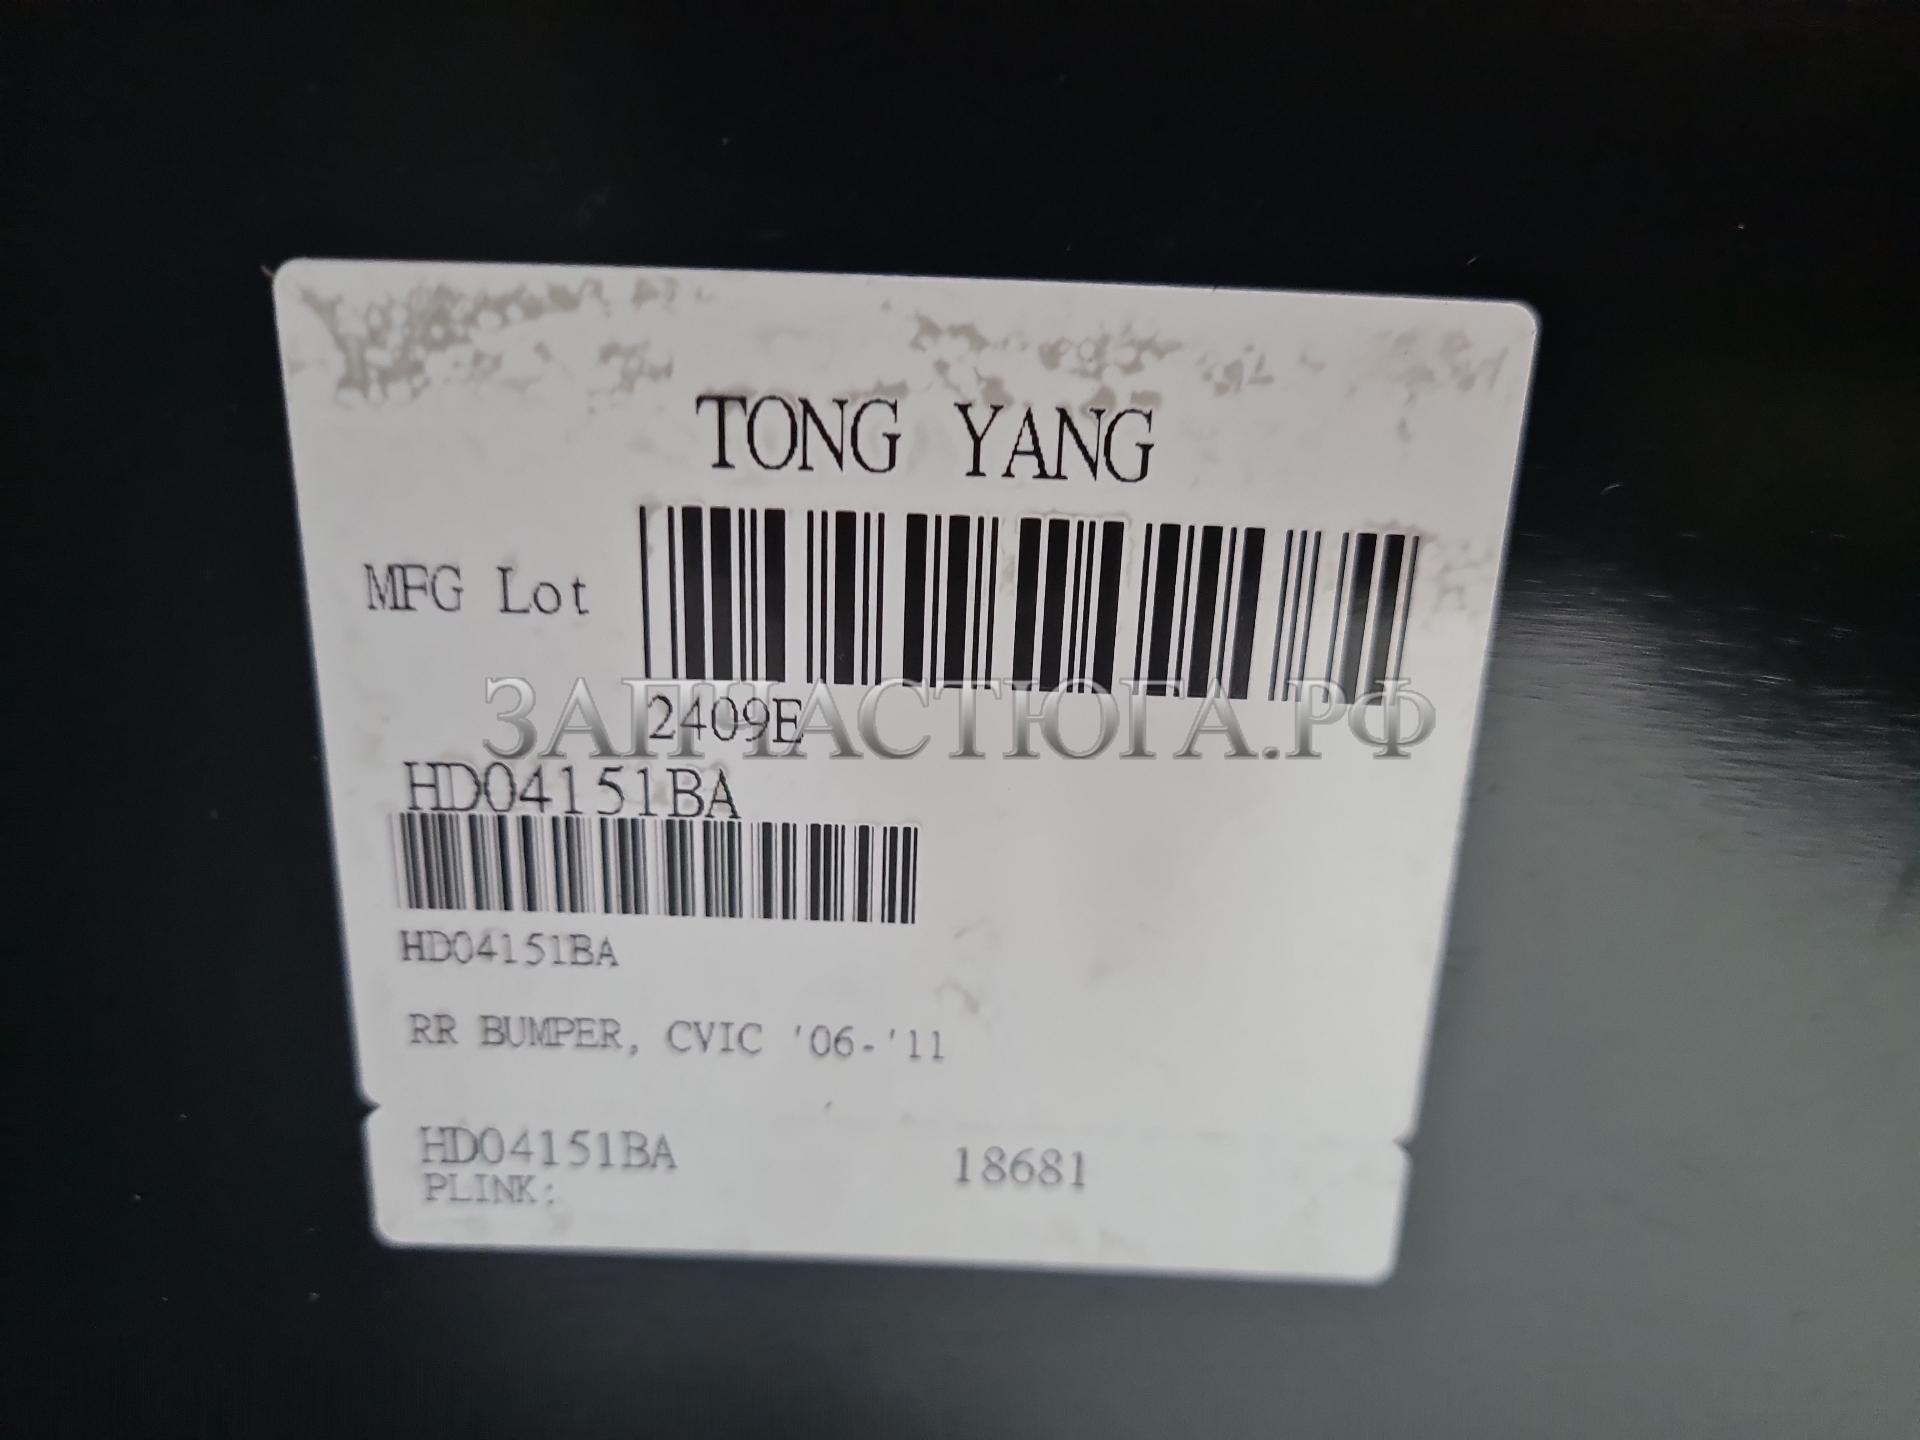 TONG YANG
MFG Lot
2409E
ЗАПЧАСТЮГА.РФ
HD04151BA
HD04151BA
RR BUMPER, CVIC '06-'11
HD04151BA 18681
PLINK: